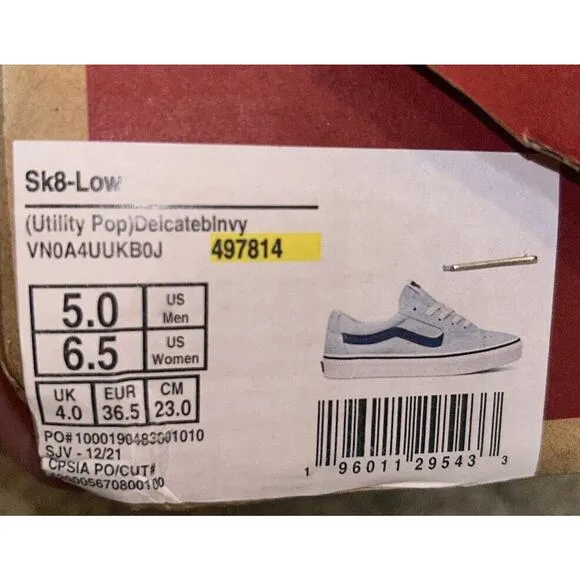 Sk8-Low
(Utility Pop)Delcateblnvy
VN0A4UUKB0J 497814
5.0 US Men
6.5 US Women
UK 4.0 EUR 36.5 CM 23.0
PO#1000190483001010
SJV - 12/21
CPSIA PO/CUT#
1 96011 29543 3